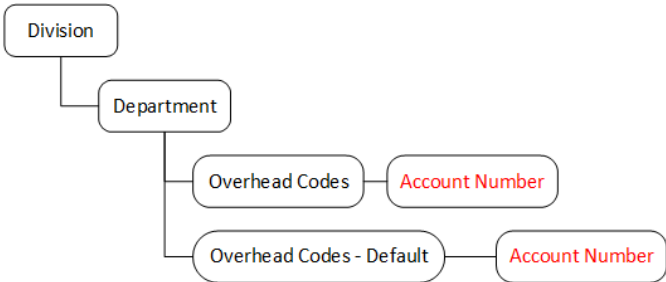 Division
Department
Overhead Codes
Account Number
Overhead Codes - Default
Account Number